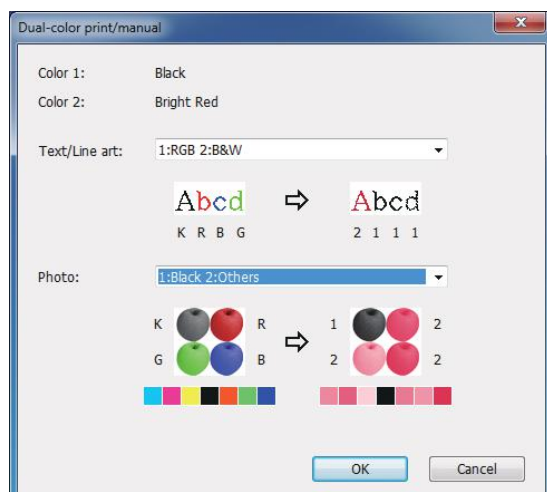 Dual-color print/manual
Color 1: Black
Color 2: Bright Red
Text/Line art: 1:RGB 2:B&W
Abcd Abcd
K R B G 2 1 1 1
Photo: 1:Black 2:Others
K R 1 2
G B 2 2
OK Cancel